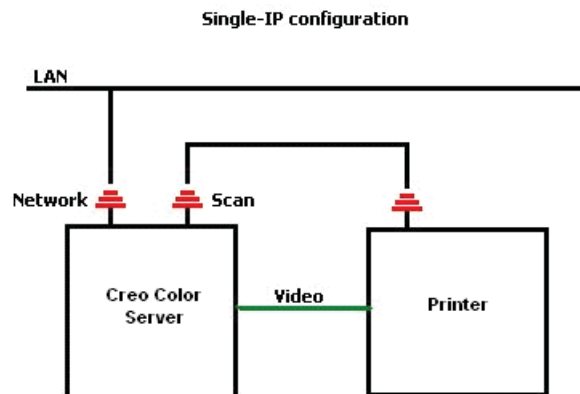 Single-IP configuration
LAN
Network
Scan
Creo Color
Server
Video
Printer